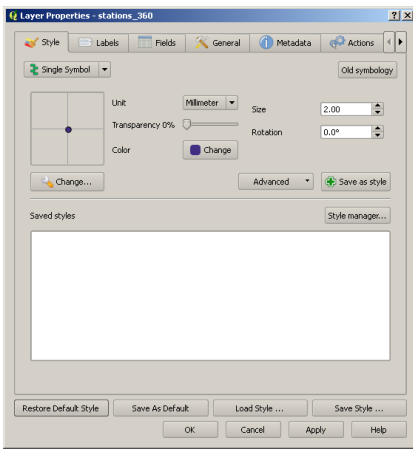 Layer Properties - stations_360
Style Labels Fields General Metadata Actions
Single Symbol Old symbology
Unit Millimeter Size 2.00
Transparency 0% Rotation 0.0°
Color Change
Change... Advanced Save as style
Saved styles Style manager...
Restore Default Style Save As Default Load Style ... Save Style ...
OK Cancel Apply Help